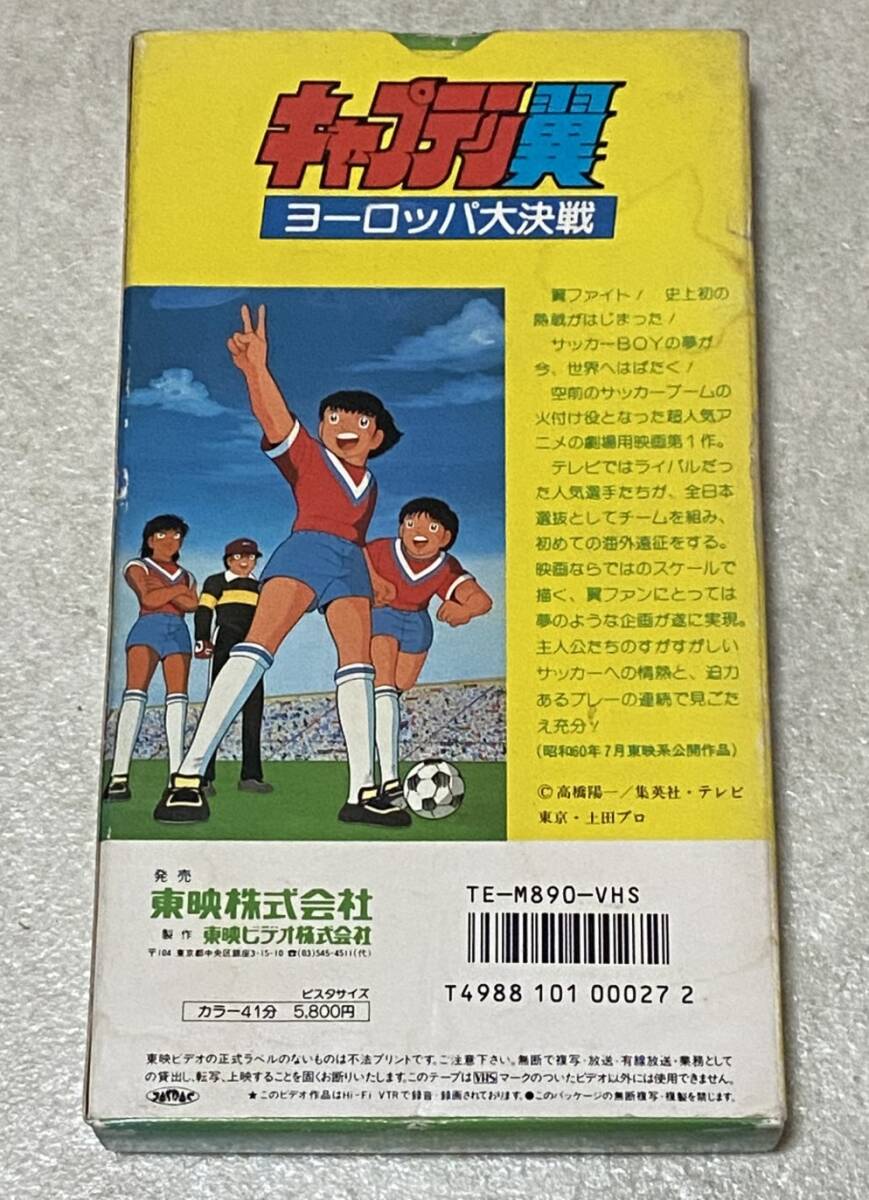 キャプテン翼
ヨーロッパ大決戦
翼ファイト! 史上初の
熱戦がはじまった!
サッカーBOYの夢が
今、世界へはばたく!
空前のサッカーブームの
火付け役となった超人気ア
ニメの劇場用映画第1作。
テレビではライバルだっ
た人気選手たちが、全日本
選抜としてチームを組み、
初めての海外遠征をする。
映画ならではのスケールで
描く、翼ファンにとっては
夢のような企画が遂に実現。
主人公たちのすがすがしい
サッカーへの情熱と、迫力
あるプレーの連続で見ごた
え充分!
(昭和60年7月東映系公開作品)
©高橋陽一/集英社・テレビ
東京・土田プロ
発売
東映株式会社
製作 東映ビデオ株式会社
〒104 東京都中央区銀座3-15-10 ☎(03)545-4511(代)
ビスタサイズ
カラー41分 5,800円
TE-M890-VHS
T4988 101 00027 2
東映ビデオの正式ラベルのないものは不法プリントです。ご注意下さい。無断で複写・放送・有線放送・業務として
の貸出し、転写、上映することを固くお断りいたします。このテープはVHSマークのついたビデオ以外には使用できません。
★このビデオ作品はHi-Fi VTRで録音・録画されております。●このパッケージの無断複写・複製を禁じます。
JASRAC